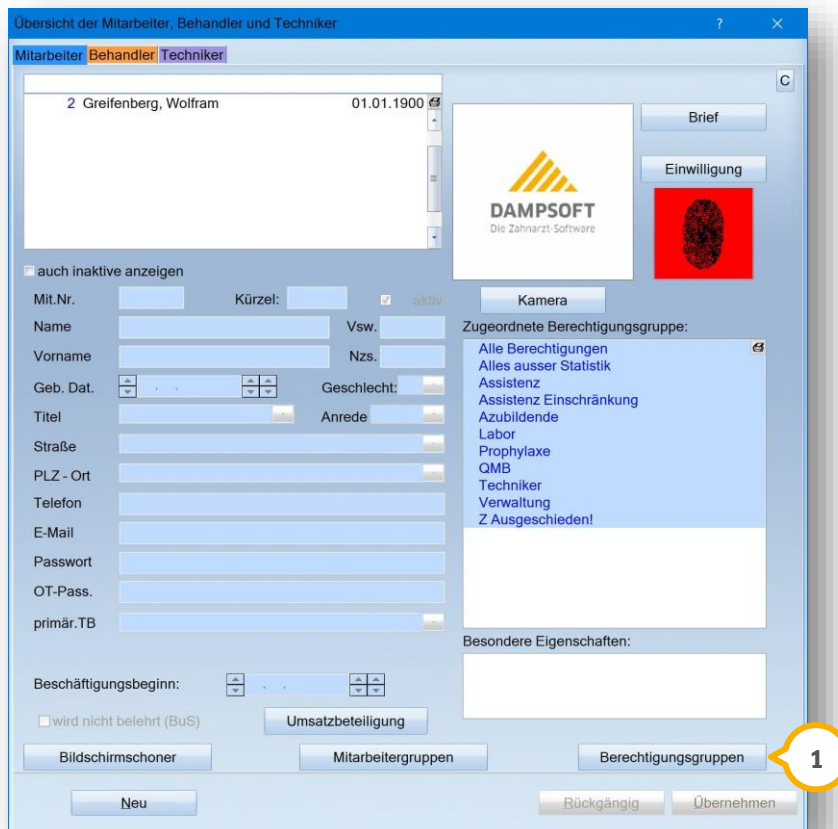 Übersicht der Mitarbeiter, Behandler und Techniker ?
Mitarbeiter Behandler Techniker
C
2 Greifenberg, Wolfram 01.01.1900
Brief
Einwilligung
DAMPSOFT
Die Zahnarzt-Software
auch inaktive anzeigen
Mit.Nr. Kürzel: aktiv
Kamera
Name Vsw.
Zugeordnete Berechtigungsgruppe:
Vorname Nzs.
Geb. Dat. Geschlecht:
Titel Anrede
Straße
PLZ - Ort
Telefon
E-Mail
Passwort
OT-Pass.
primär.TB
Alle Berechtigungen
Alles ausser Statistik
Assistenz
Assistenz Einschränkung
Azubildende
Labor
Prophylaxe
QMB
Techniker
Verwaltung
Z Ausgeschieden!
Besondere Eigenschaften:
Beschäftigungsbeginn:
wird nicht belehrt (BuS) Umsatzbeteiligung
Bildschirmschoner Mitarbeitergruppen Berechtigungsgruppen 1
Neu Rückgängig Übernehmen